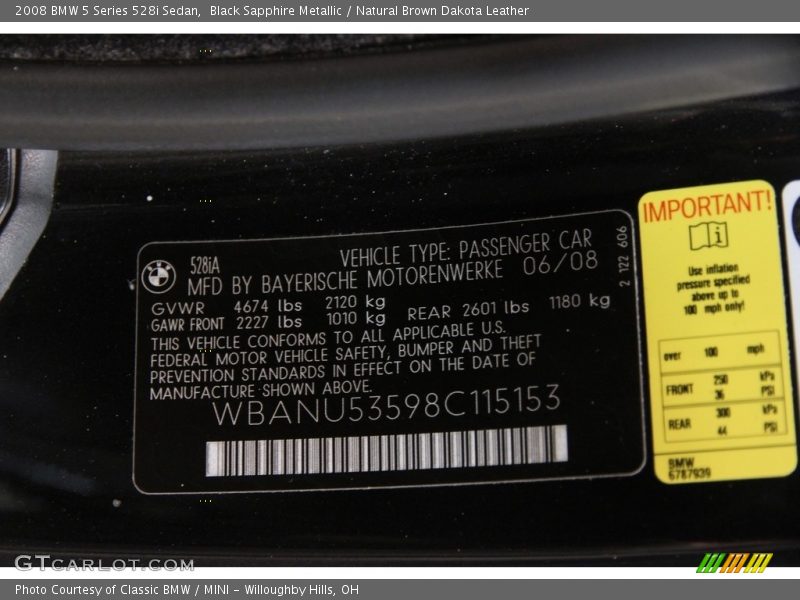 2008 BMW 5 Series 528i Sedan,  Black Sapphire Metallic / Natural Brown Dakota Leather
528iA
VEHICLE TYPE: PASSENGER CAR
MFD BY BAYERISCHE MOTORENWERKE 06/08
GVWR 4674 lbs 2120 kg
GAWR FRONT 2227 lbs 1010 kg REAR 2601 lbs 1180 kg
THIS VEHICLE CONFORMS TO ALL APPLICABLE U.S.
FEDERAL MOTOR VEHICLE SAFETY, BUMPER AND THEFT
PREVENTION STANDARDS IN EFFECT ON THE DATE OF
MANUFACTURE SHOWN ABOVE.
WBANU53598C115153
2 122 606
IMPORTANT!
i
Use inflation
pressure specified
above up to
100 mph only!
over 100 mph
FRONT 250 kPa
36 PSI
REAR 300 kPa
44 PSI
BMW
6787939
GTCARLOT.COM
Photo Courtesy of Classic BMW / MINI - Willoughby Hills, OH